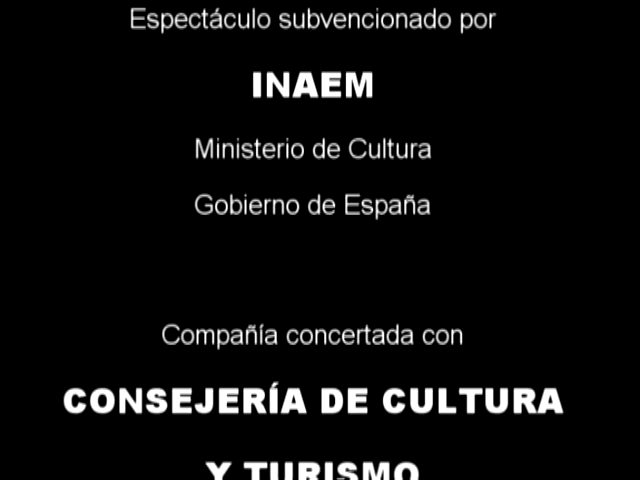 Espectáculo subvencionado por
INAEM
Ministerio de Cultura
Gobierno de España
Compañía concertada con
CONSEJERÍA DE CULTURA
Y TURISMO